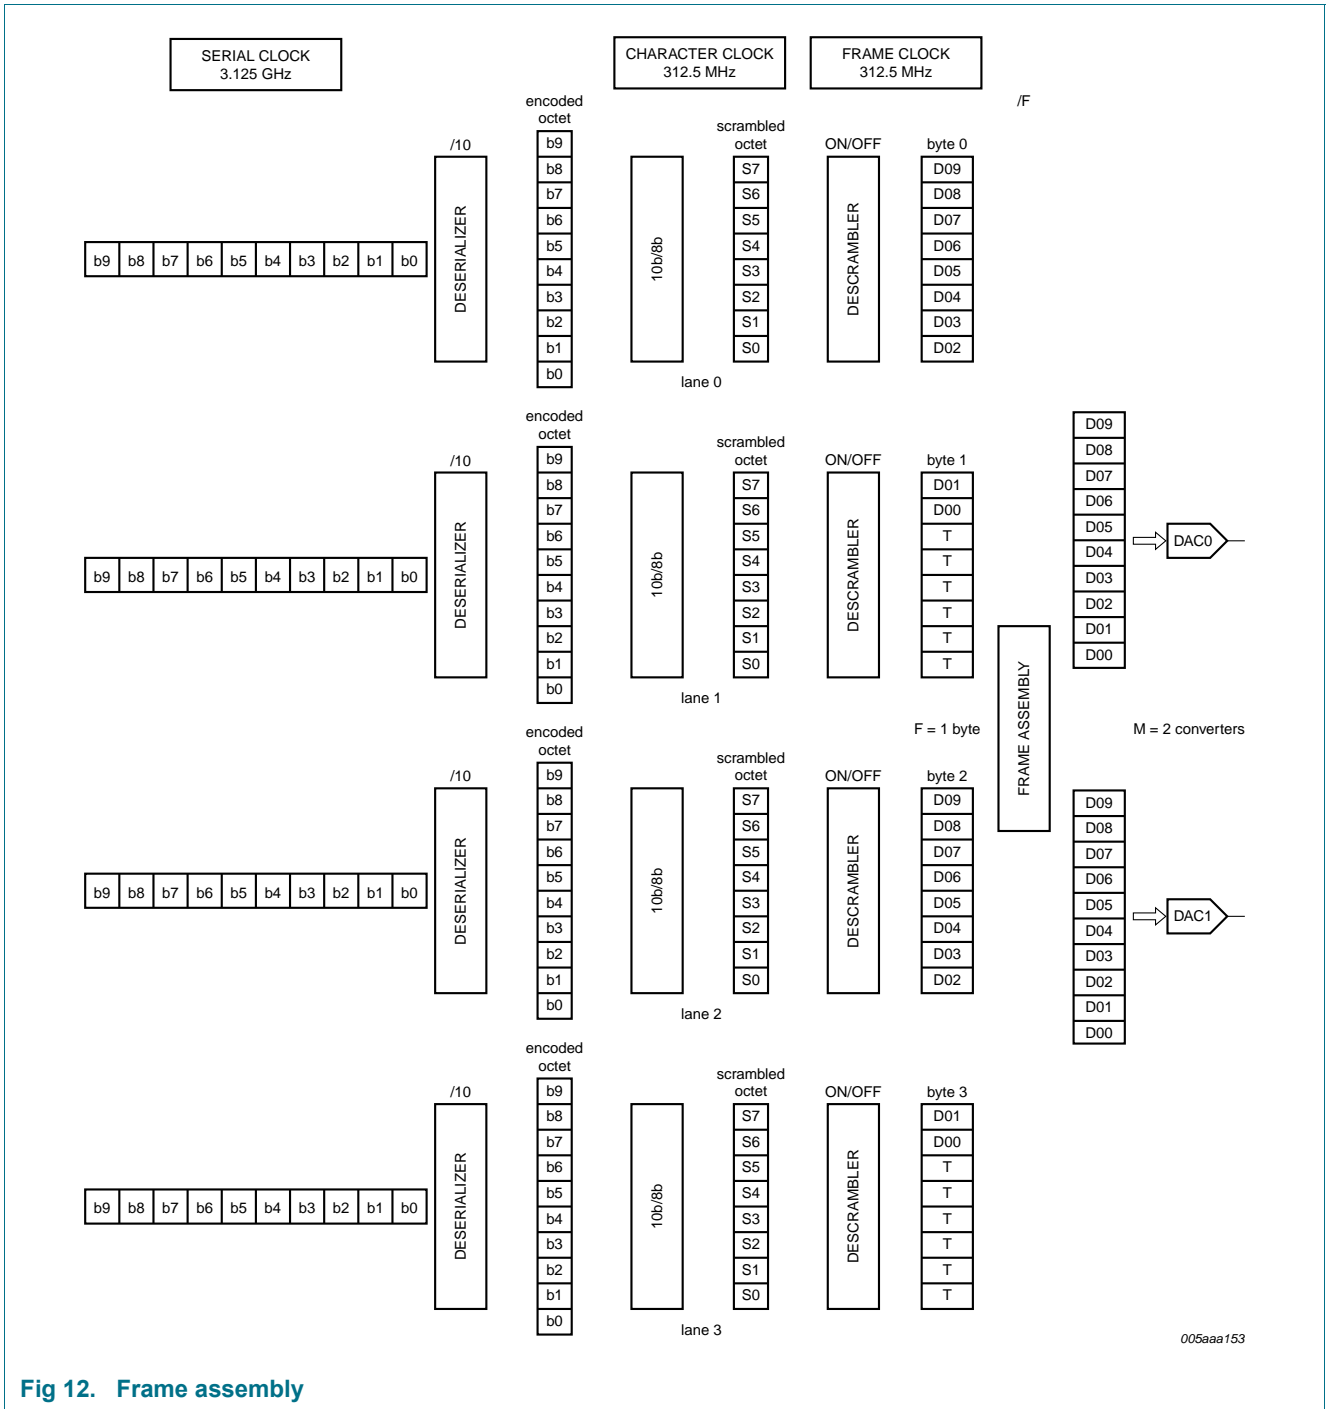 SERIAL CLOCK
3.125 GHz
CHARACTER CLOCK
312.5 MHz
FRAME CLOCK
312.5 MHz
/F
/10
DESERIALIZER
b9 b8 b7 b6 b5 b4 b3 b2 b1 b0
encoded
octet
b9
b8
b7
b6
b5
b4
b3
b2
b1
b0
10b/8b
lane 0
scrambled
octet
S7
S6
S5
S4
S3
S2
S1
S0
ON/OFF
DESCRAMBLER
byte 0
D09
D08
D07
D06
D05
D04
D03
D02
/10
DESERIALIZER
b9 b8 b7 b6 b5 b4 b3 b2 b1 b0
encoded
octet
b9
b8
b7
b6
b5
b4
b3
b2
b1
b0
10b/8b
lane 1
scrambled
octet
S7
S6
S5
S4
S3
S2
S1
S0
ON/OFF
DESCRAMBLER
byte 1
D01
D00
T
T
T
T
T
T
/10
DESERIALIZER
b9 b8 b7 b6 b5 b4 b3 b2 b1 b0
encoded
octet
b9
b8
b7
b6
b5
b4
b3
b2
b1
b0
10b/8b
lane 2
scrambled
octet
S7
S6
S5
S4
S3
S2
S1
S0
ON/OFF
DESCRAMBLER
F = 1 byte
byte 2
D09
D08
D07
D06
D05
D04
D03
D02
/10
DESERIALIZER
b9 b8 b7 b6 b5 b4 b3 b2 b1 b0
encoded
octet
b9
b8
b7
b6
b5
b4
b3
b2
b1
b0
10b/8b
lane 3
scrambled
octet
S7
S6
S5
S4
S3
S2
S1
S0
ON/OFF
DESCRAMBLER
byte 3
D01
D00
T
T
T
T
T
T
FRAME ASSEMBLY
D09
D08
D07
D06
D05
D04
D03
D02
D01
D00
DAC0
M = 2 converters
D09
D08
D07
D06
D05
D04
D03
D02
D01
D00
DAC1
005aaa153
Fig 12. Frame assembly